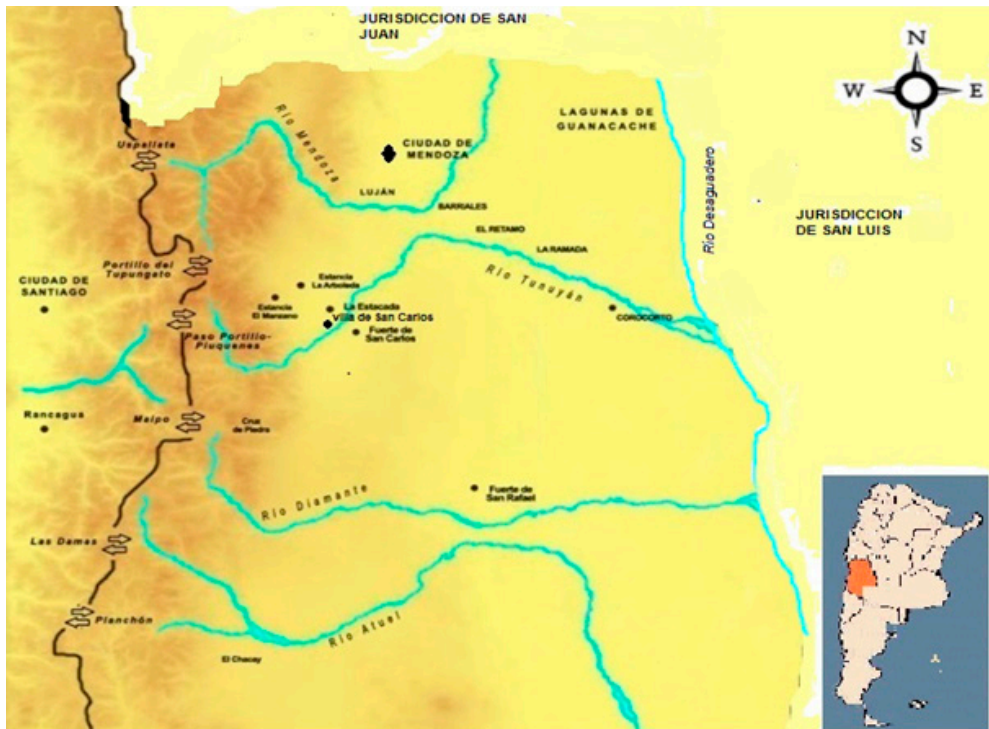 JURISDICCION DE SAN
JUAN
N
W
E
S
LAGUNAS DE
GUANACACHE
Río Mendoza
CIUDAD DE
MENDOZA
Uspallata
Río Desaguadero
LUJÁN
BARRIALES
JURISDICCION
DE SAN LUIS
EL RETAMO
LA RAMADA
Portillo del
Tupungato
CIUDAD DE
SANTIAGO
Río Tunuyán
Estancia
La Arboleda
Estancia
El Manzano
La Estacada
Villa de San Carlos
COROCORTO
Fuerte de
San Carlos
Paso Portillo-
Piuquenes
Rancagua
Maipo
Cruz
de Piedra
Río Diamante
Fuerte de
San Rafael
Las Damas
Planchón
Río Atuel
El Chacay